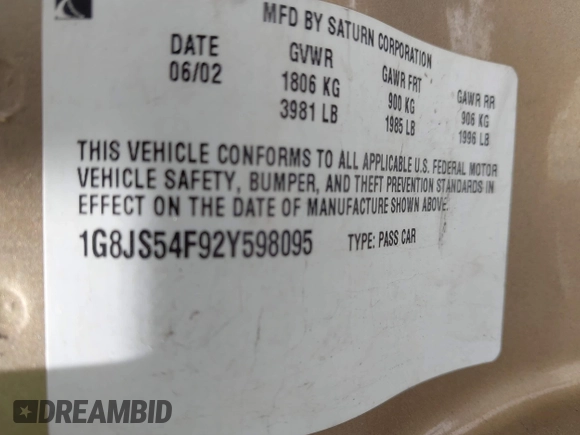 MFD BY SATURN CORPORATION
DATE GVWR GAWR FRT GAWR RR
06/02 1806 KG 900 KG 906 KG
3981 LB 1985 LB 1996 LB
THIS VEHICLE CONFORMS TO ALL APPLICABLE U.S. FEDERAL MOTOR
VEHICLE SAFETY, BUMPER, AND THEFT PREVENTION STANDARDS IN
EFFECT ON THE DATE OF MANUFACTURE SHOWN ABOVE.
1G8JS54F92Y598095 TYPE: PASS CAR
DREAMBID